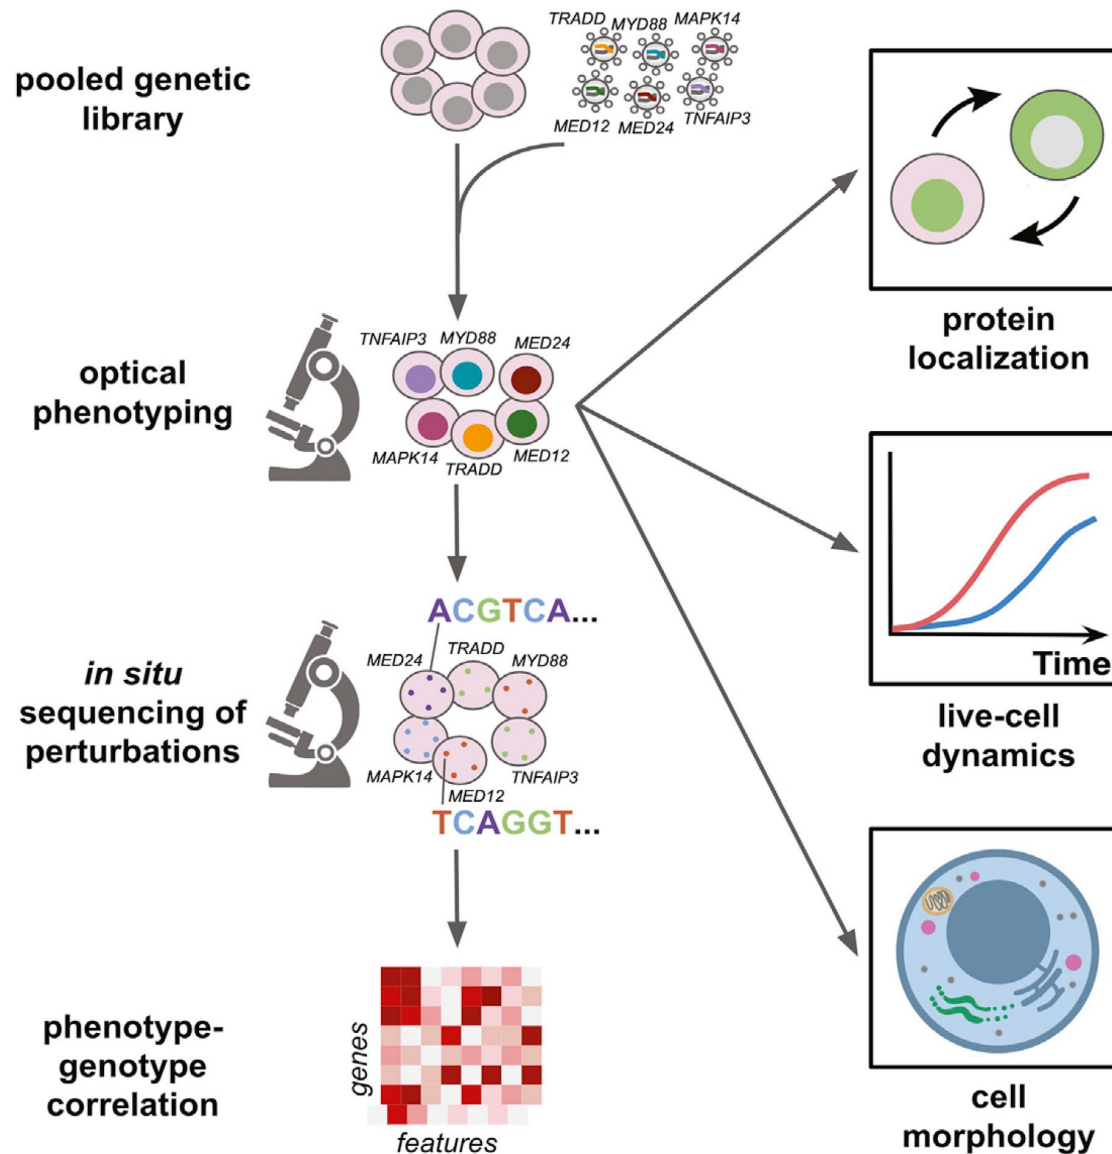 pooled genetic
library
TRADD
MYD88
MAPK14
MED12
MED24
TNFAIP3
optical
phenotyping
TNFAIP3
MYD88
MED24
MAPK14
TRADD
MED12
protein
localization
in situ
sequencing of
perturbations
ACGTCA...
MED24
TRADD
MYD88
MAPK14
MED12
TNFAIP3
TCAGGT...
Time
live-cell
dynamics
phenotype-
genotype
correlation
genes
features
cell
morphology